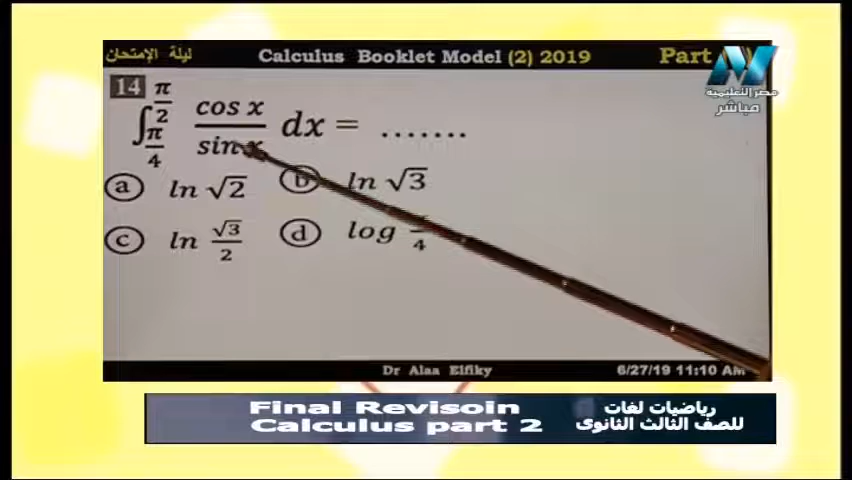 ليلة الإمتحان Calculus Booklet Model (2) 2019 Part
مصر التعليمية
مباشر
14 ∫_{π/4}^{π/2} cos x / sin x dx = .......
a ln √2 b ln √3
c ln √3/2 d log /4
Dr Alaa Elfiky 6/27/19 11:10 AM
Final Revisoin رياضيات لغات
Calculus part 2 للصف الثالث الثانوى